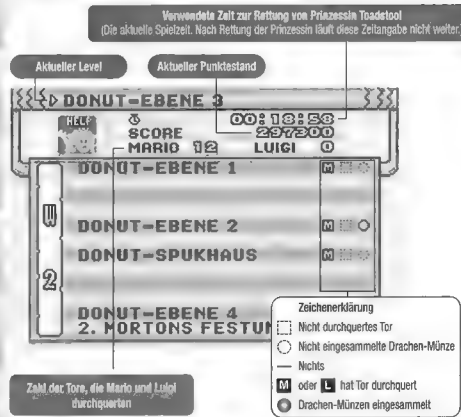 Verwendete Zeit zur Rettung von Prinzessin Toadstool
(Die aktuelle Spielzeit. Nach Rettung der Prinzessin läuft diese Zeitangabe nicht weiter.)
Aktueller Level
Aktueller Punktestand
DONUT-EBENE 3
HELP
00:18:58
SCORE 297300
MARIO 12 LUIGI 0
DONUT-EBENE 1 M
W
DONUT-EBENE 2 M
DONUT-SPUKHAUS M
2
DONUT-EBENE 4
2. MORTONS
Zeichenerklärung
Nicht durchquertes Tor
Nicht eingesammelte Drachen-Münze
Nichts
M oder L hat Tor durchquert
Drachen-Münzen eingesammelt
Zahl der Tore, die Mario und Luigi
durchquerten